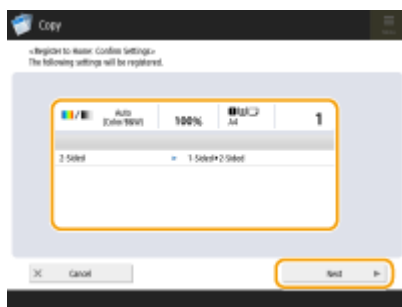 Copy
<Register to Home: Confirm Settings>
The following settings will be registered.
Auto
(Color/B&W)
100%
A4
1
2-Sided ► 1-Sided►2-Sided
× Cancel
Next ►